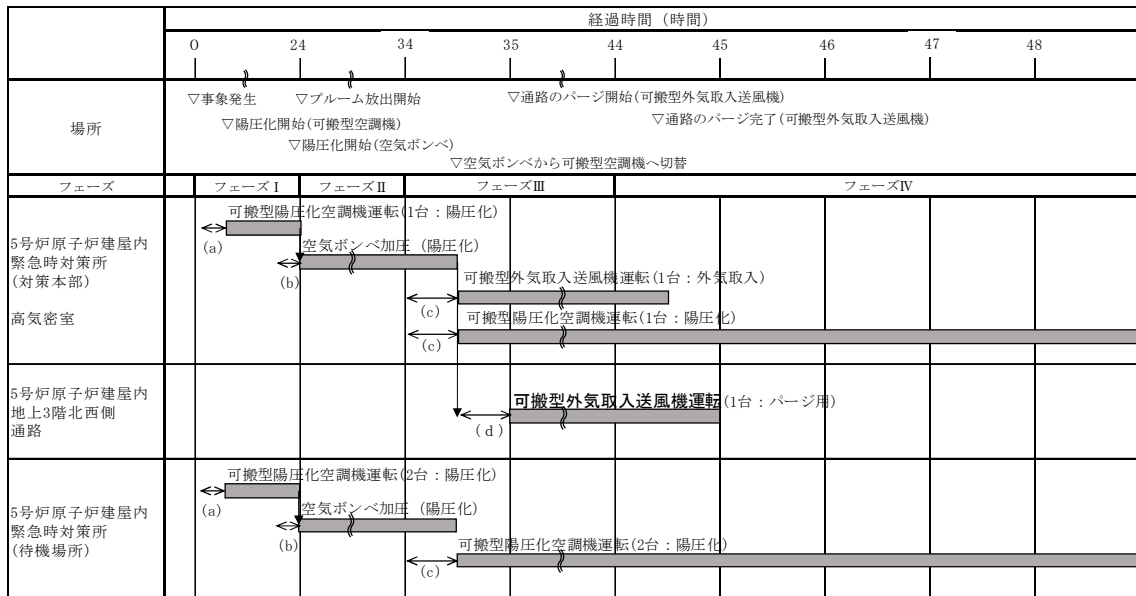 経過時間（時間）
0 24 34 35 44 45 46 47 48
場所
▽事象発生
▽プルーム放出開始
▽通路のパージ開始(可搬型外気取入送風機)
▽陽圧化開始(可搬型空調機)
▽通路のパージ完了(可搬型外気取入送風機)
▽陽圧化開始(空気ボンベ)
▽空気ボンベから可搬型空調機へ切替
フェーズ フェーズⅠ フェーズⅡ フェーズⅢ フェーズⅣ
5号炉原子炉建屋内
緊急時対策所
(対策本部)
高気密室
可搬型陽圧化空調機運転(1台：陽圧化)
(a)
空気ボンベ加圧（陽圧化）
(b)
可搬型外気取入送風機運転(1台：外気取入)
(c)
可搬型陽圧化空調機運転(1台：陽圧化)
(c)
5号炉原子炉建屋内
地上3階北西側
通路
可搬型外気取入送風機運転(1台：パージ用)
(d)
5号炉原子炉建屋内
緊急時対策所
(待機場所)
可搬型陽圧化空調機運転(2台：陽圧化)
(a)
空気ボンベ加圧（陽圧化）
(b)
可搬型陽圧化空調機運転(2台：陽圧化)
(c)